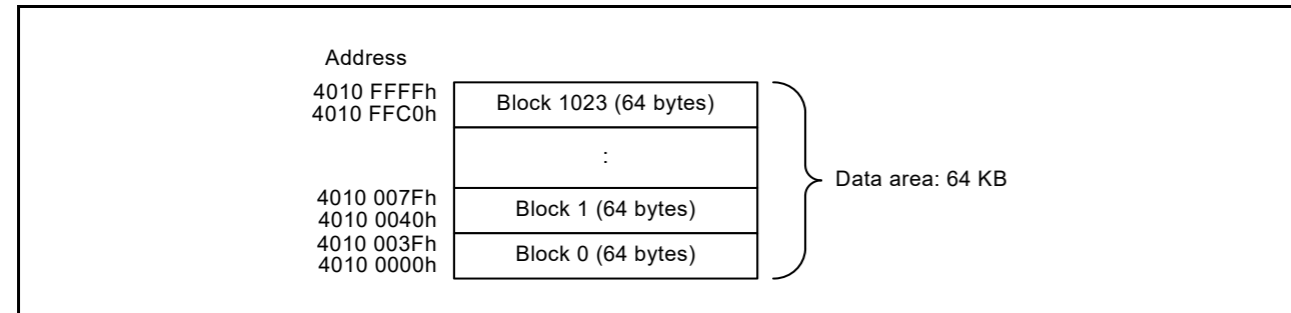 Address
4010 FFFFh
4010 FFC0h
Block 1023 (64 bytes)
:
Data area: 64 KB
4010 007Fh
4010 0040h
Block 1 (64 bytes)
4010 003Fh
4010 0000h
Block 0 (64 bytes)